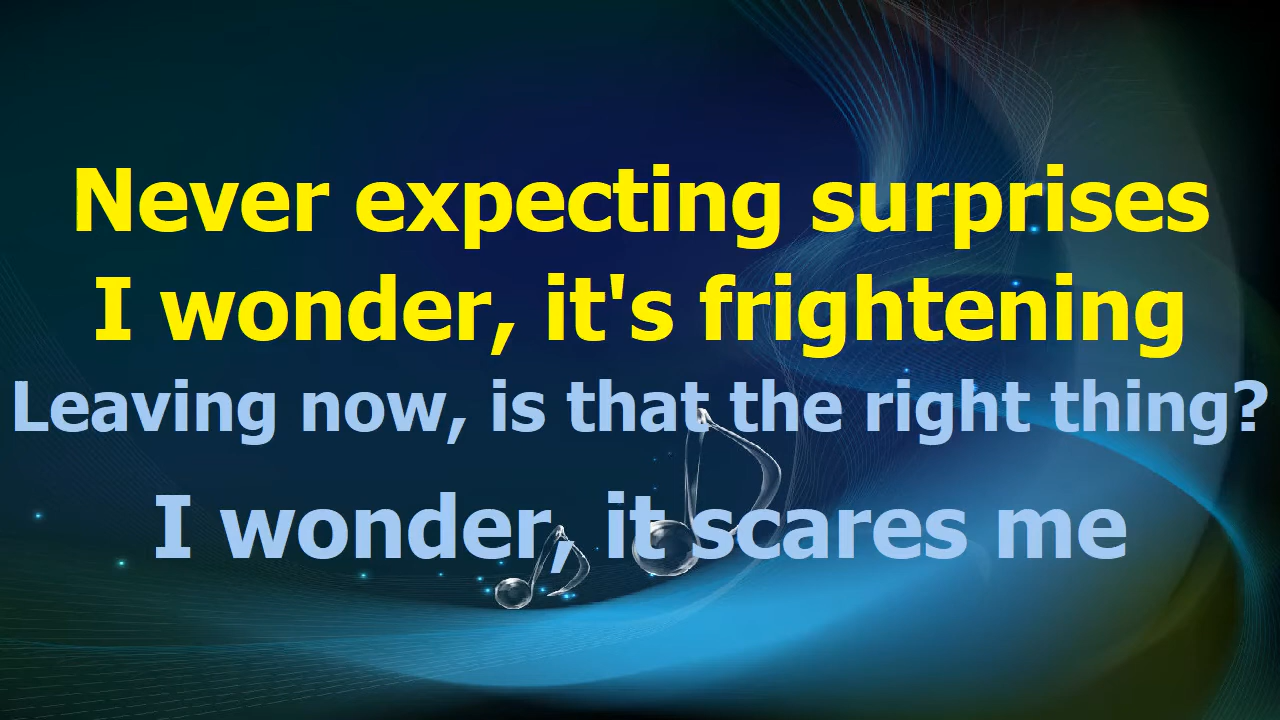 Never expecting surprises
I wonder, it's frightening
Leaving now, is that the right thing?
I wonder, it scares me